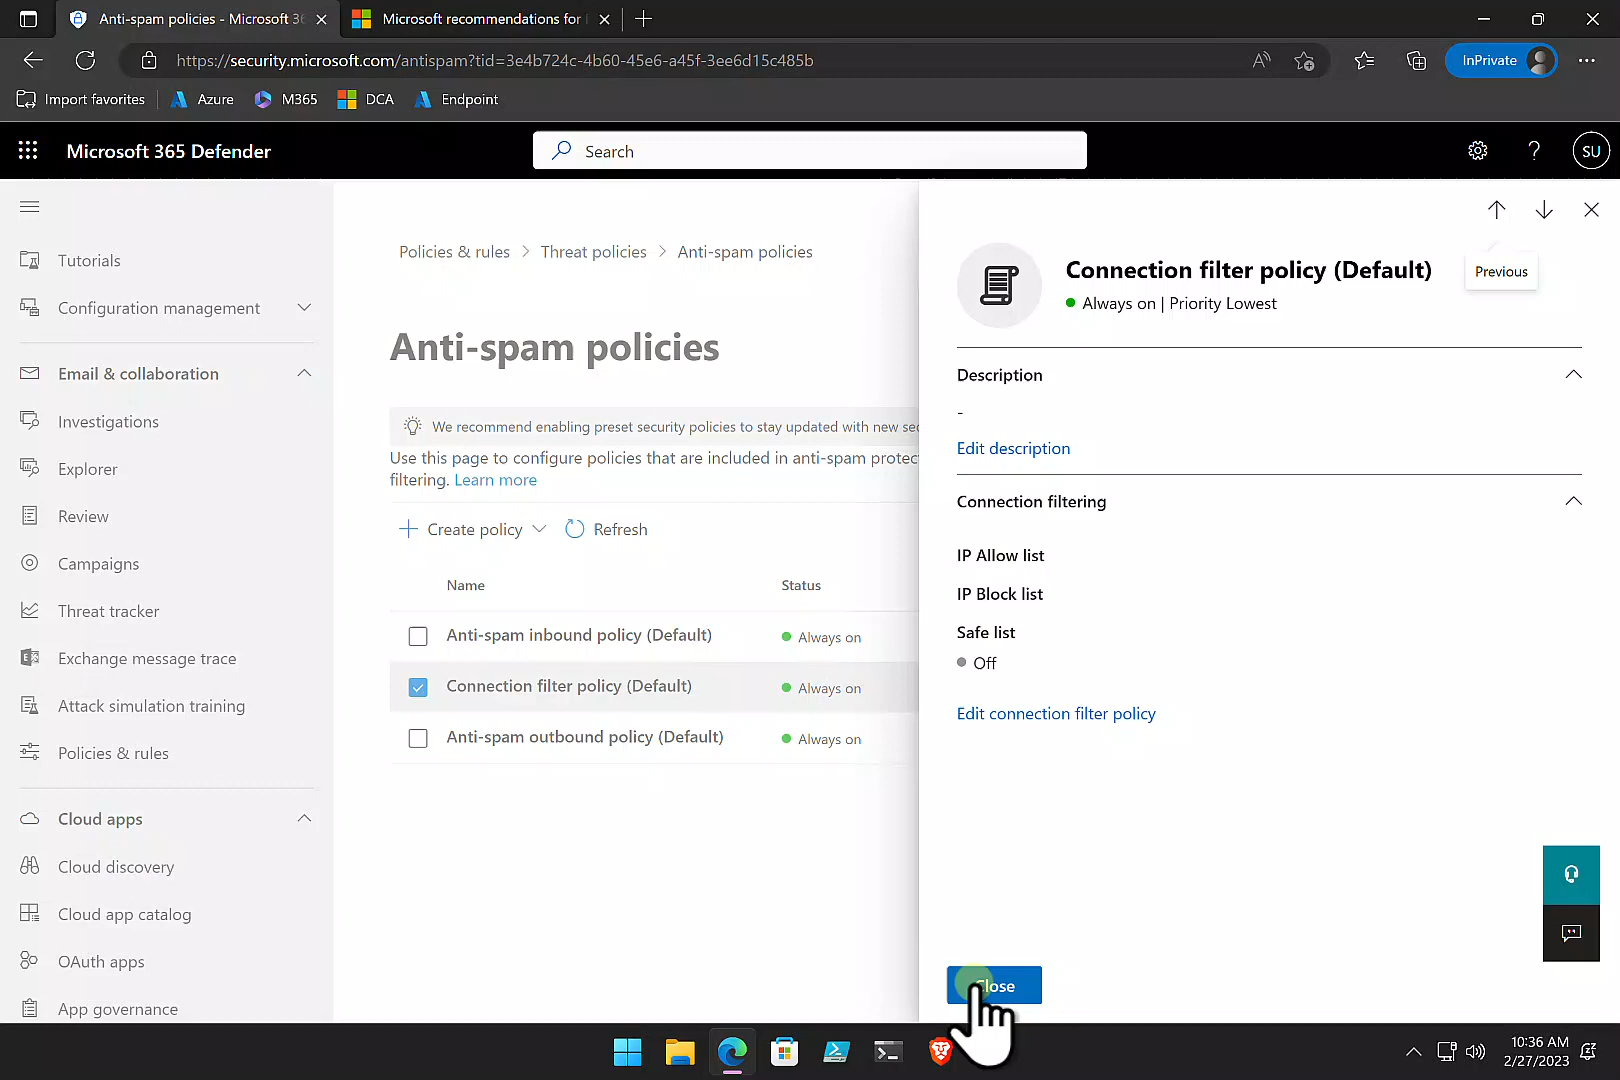 Anti-spam policies - Microsoft 36
Microsoft recommendations for
https://security.microsoft.com/antispam?tid=3e4b724c-4b60-45e6-a45f-3ee6d15c485b
InPrivate
Import favorites
Azure
M365
DCA
Endpoint
Microsoft 365 Defender
Search
SU
Tutorials
Configuration management
Email & collaboration
Investigations
Explorer
Review
Campaigns
Threat tracker
Exchange message trace
Attack simulation training
Policies & rules
Cloud apps
Cloud discovery
Cloud app catalog
OAuth apps
App governance
Policies & rules > Threat policies > Anti-spam policies
Anti-spam policies
We recommend enabling preset security policies to stay updated with new sec
Use this page to configure policies that are included in anti-spam protec
filtering. Learn more
Create policy
Refresh
Name Status
Anti-spam inbound policy (Default) Always on
Connection filter policy (Default) Always on
Anti-spam outbound policy (Default) Always on
Connection filter policy (Default)
Always on | Priority Lowest
Previous
Description
-
Edit description
Connection filtering
IP Allow list
IP Block list
Safe list
Off
Edit connection filter policy
Close
10:36 AM
2/27/2023